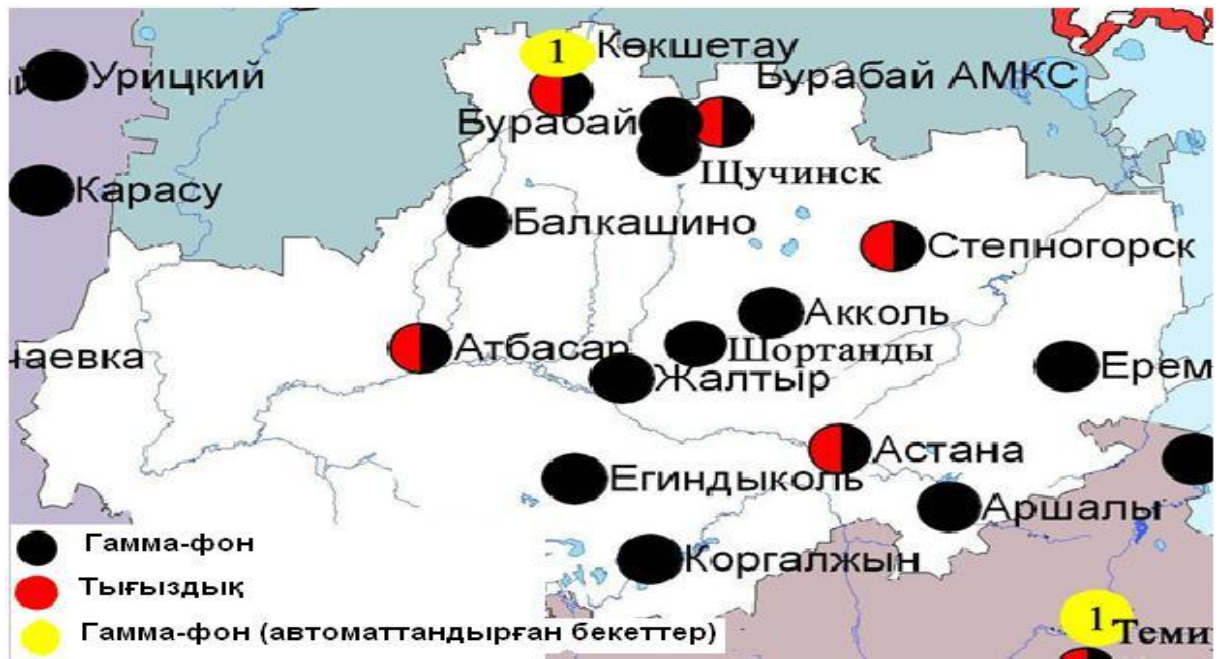 1 Көкшетау
Урицкий
Бурабай АМКС
Бурабай
Щучинск
Карасу
Балкашино
Степногорск
Акколь
Атбасар
Шортанды
чаевка
Жалтыр
Ерем
Астана
Егиндыколь
Аршалы
Коргалжын
Гамма-фон
Тығыздық
Гамма-фон (автоматтандырған бекеттер)
1 Теми